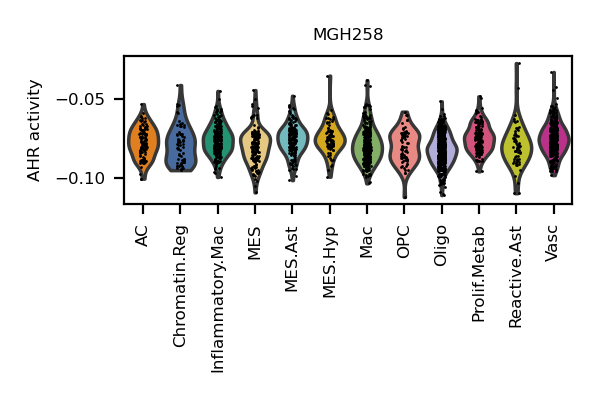 MGH258
AHR activity
−0.05
−0.10
AC
Chromatin.Reg
Inflammatory.Mac
MES
MES.Ast
MES.Hyp
Mac
OPC
Oligo
Prolif.Metab
Reactive.Ast
Vasc